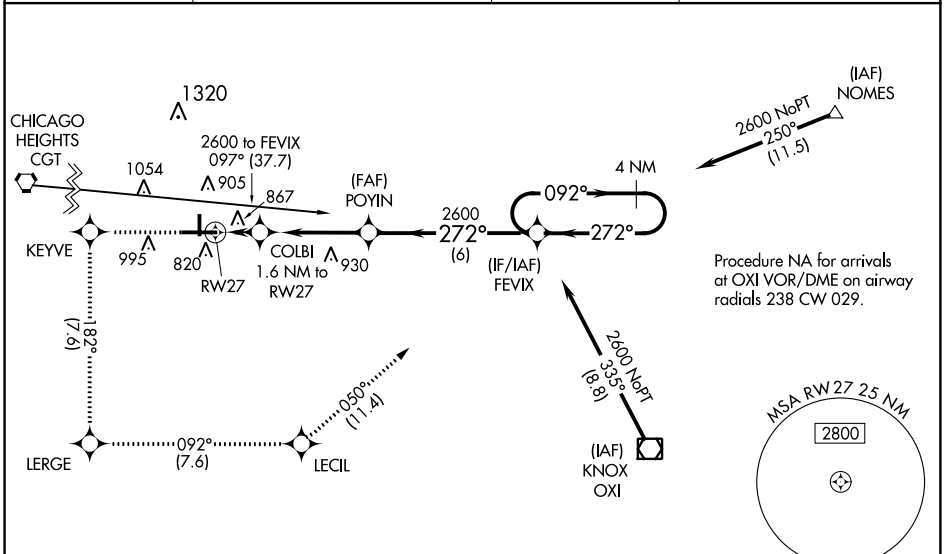 1320
CHICAGO
HEIGHTS
CGT
2600 to FEVIX
097° (37.7)
1054
905
867
(FAF)
POYIN
4 NM
092°
272°
2600 NoPT
250°
(11.5)
(IAF)
NOMES
KEYVE
995
820
RW27
COLBI
1.6 NM to
RW27
930
2600
272°
(6)
(IF/IAF)
FEVIX
Procedure NA for arrivals
at OXI VOR/DME on airway
radials 238 CW 029.
182°
(7.6)
2600 NoPT
335°
(8.8)
050°
(11.4)
LERGE
092°
(7.6)
LECIL
(IAF)
KNOX
OXI
MSA RW 27 25 NM
2800